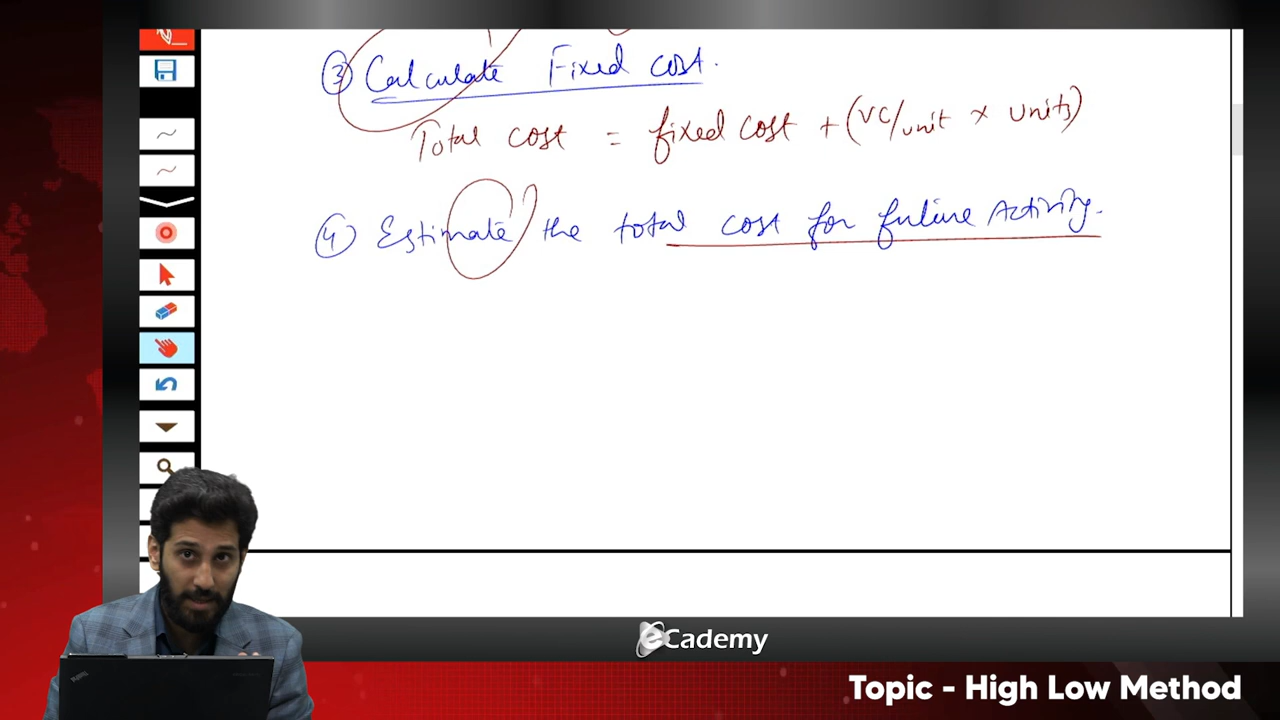 ③ Calculate Fixed cost.
Total cost = fixed cost + (VC/unit × units)
④ Estimate the total cost for future Activity.
eCademy
Topic - High Low Method